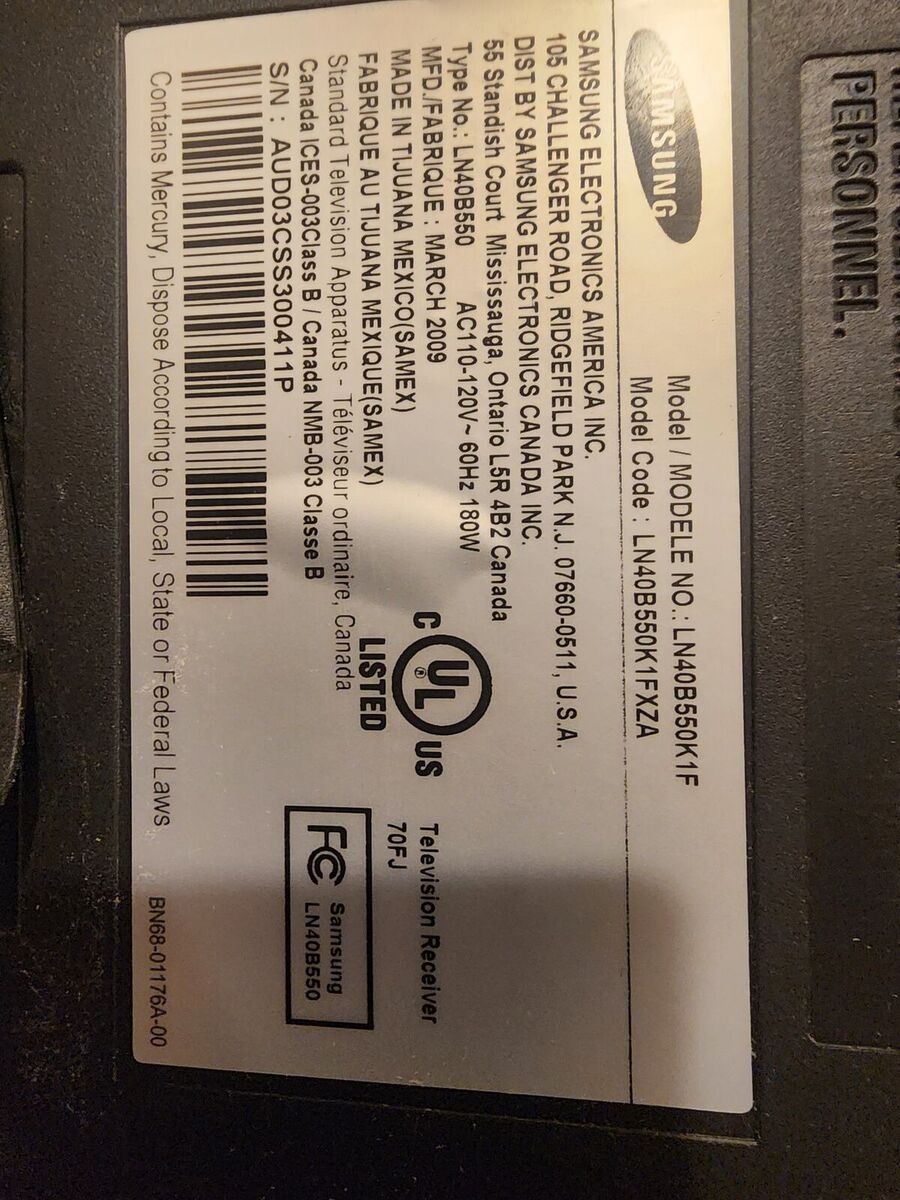 SAMSUNG
Model / MODELE NO.: LN40B550K1F
Model Code : LN40B550K1FXZA
SAMSUNG ELECTRONICS AMERICA INC.
105 CHALLENGER ROAD, RIDGEFIELD PARK N.J. 07660-0511, U.S.A.
DIST BY SAMSUNG ELECTRONICS CANADA INC.
55 Standish Court Mississauga, Ontario L5R 4B2 Canada
Type No.: LN40B550 AC110-120V~ 60Hz 180W
MFD./FABRIQUE : MARCH 2009
MADE IN TIJUANA MEXICO(SAMEX)
FABRIQUE AU TIJUANA MEXIQUE(SAMEX)
Standard Television Apparatus - Téléviseur ordinaire, Canada
Canada ICES-003Class B / Canada NMB-003 Classe B
S/N : AUD03CSS300411P
Contains Mercury, Dispose According to Local, State or Federal Laws
C UL ® US
LISTED
Television Receiver
70FJ
FC Samsung
LN40B550
BN68-01176A-00
PERSONNEL.